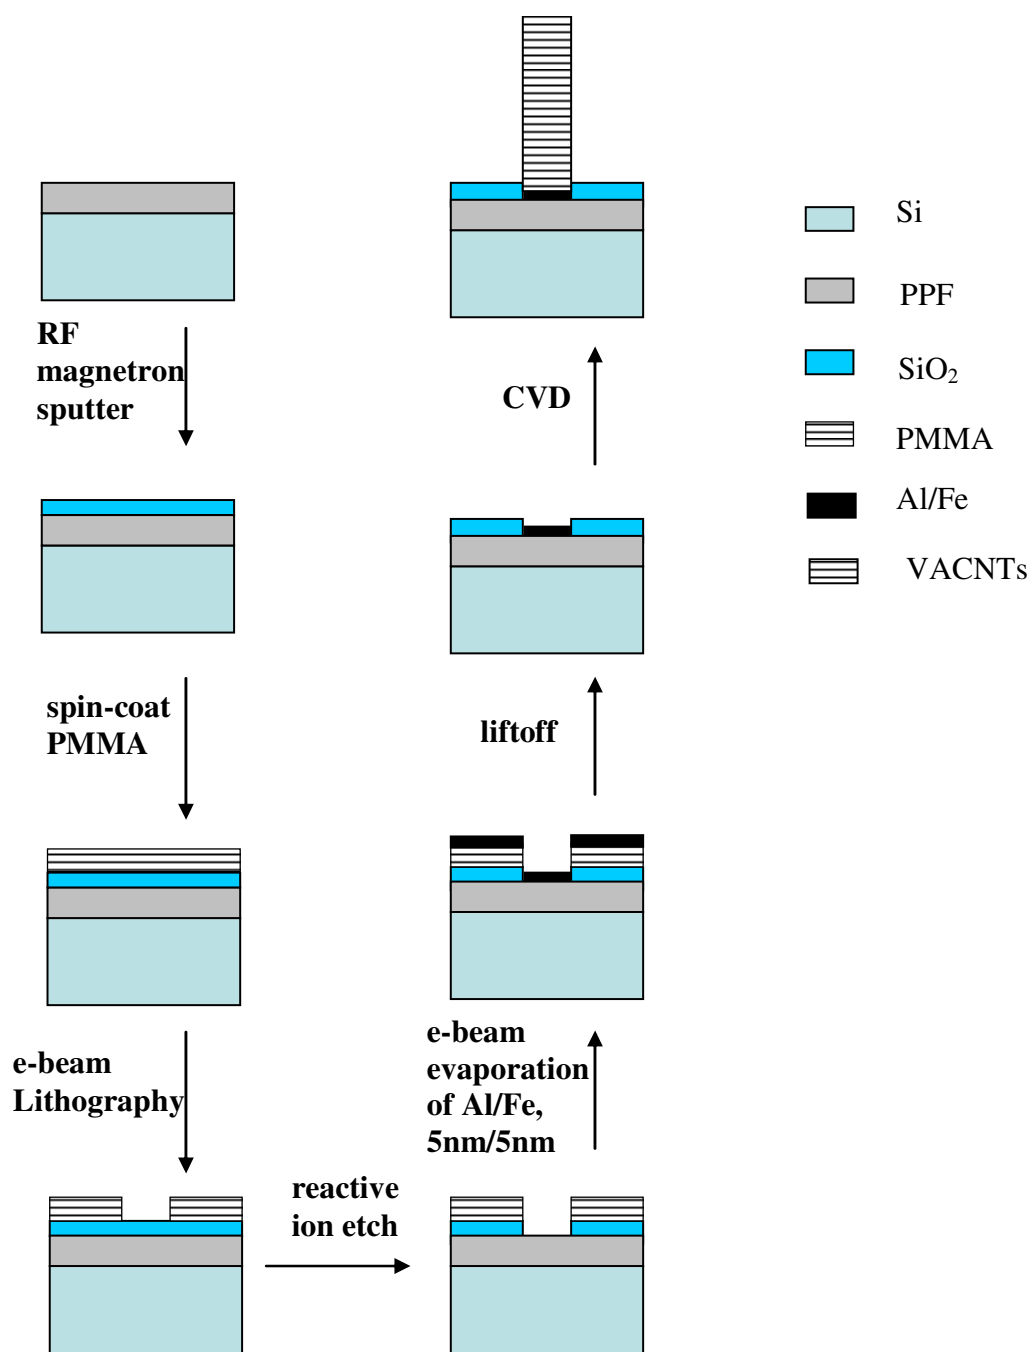 RF
magnetron
sputter
spin-coat
PMMA
e-beam
Lithography
reactive
ion etch
e-beam
evaporation
of Al/Fe,
5nm/5nm
liftoff
CVD
Si
PPF
SiO₂
PMMA
Al/Fe
VACNTs